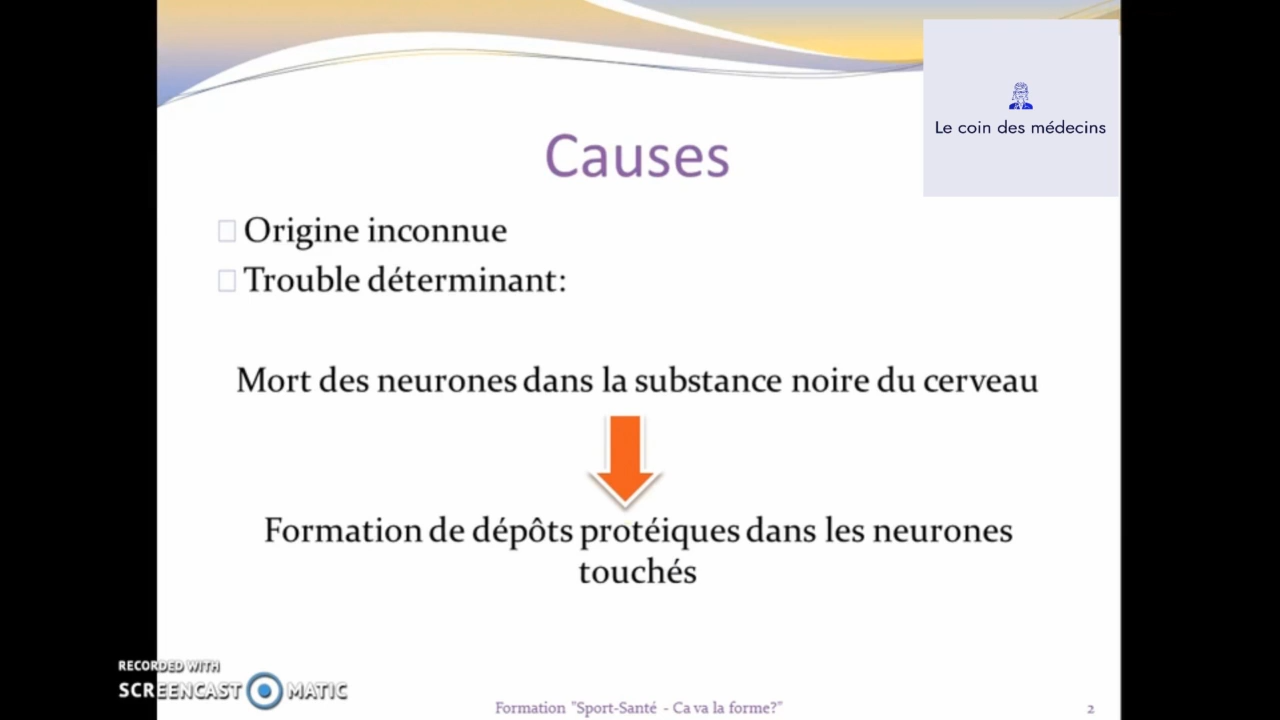 Le coin des médecins
Causes
Origine inconnue
Trouble déterminant:
Mort des neurones dans la substance noire du cerveau
Formation de dépôts protéiques dans les neurones
touchés
RECORDED WITH
SCREENCAST MATIC
Formation "Sport-Santé - Ca va la forme?"
2